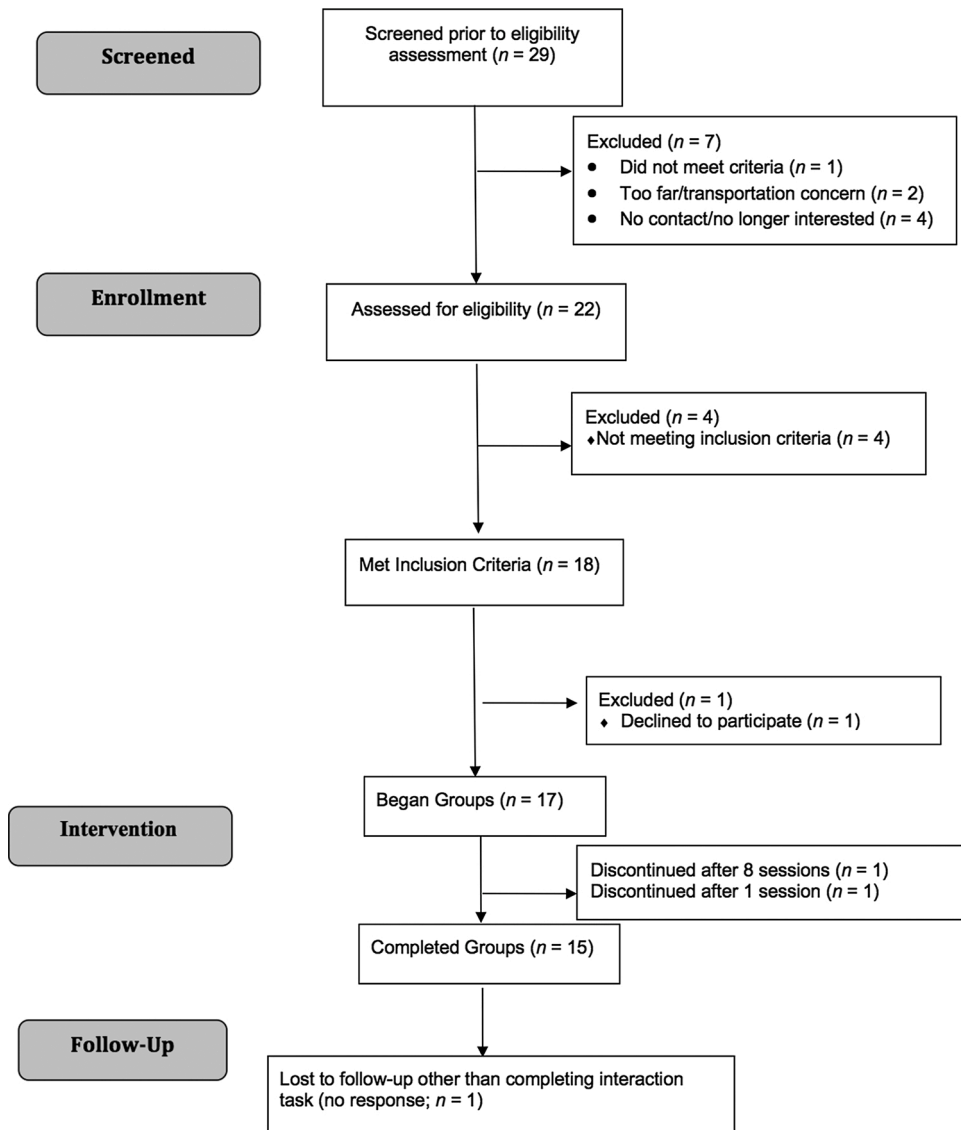 Screened
Screened prior to eligibility
assessment (n = 29)
Excluded (n = 7)
● Did not meet criteria (n = 1)
● Too far/transportation concern (n = 2)
● No contact/no longer interested (n = 4)
Enrollment
Assessed for eligibility (n = 22)
Excluded (n = 4)
♦Not meeting inclusion criteria (n = 4)
Met Inclusion Criteria (n = 18)
Excluded (n = 1)
♦ Declined to participate (n = 1)
Began Groups (n = 17)
Intervention
Discontinued after 8 sessions (n = 1)
Discontinued after 1 session (n = 1)
Completed Groups (n = 15)
Follow-Up
Lost to follow-up other than completing interaction
task (no response; n = 1)